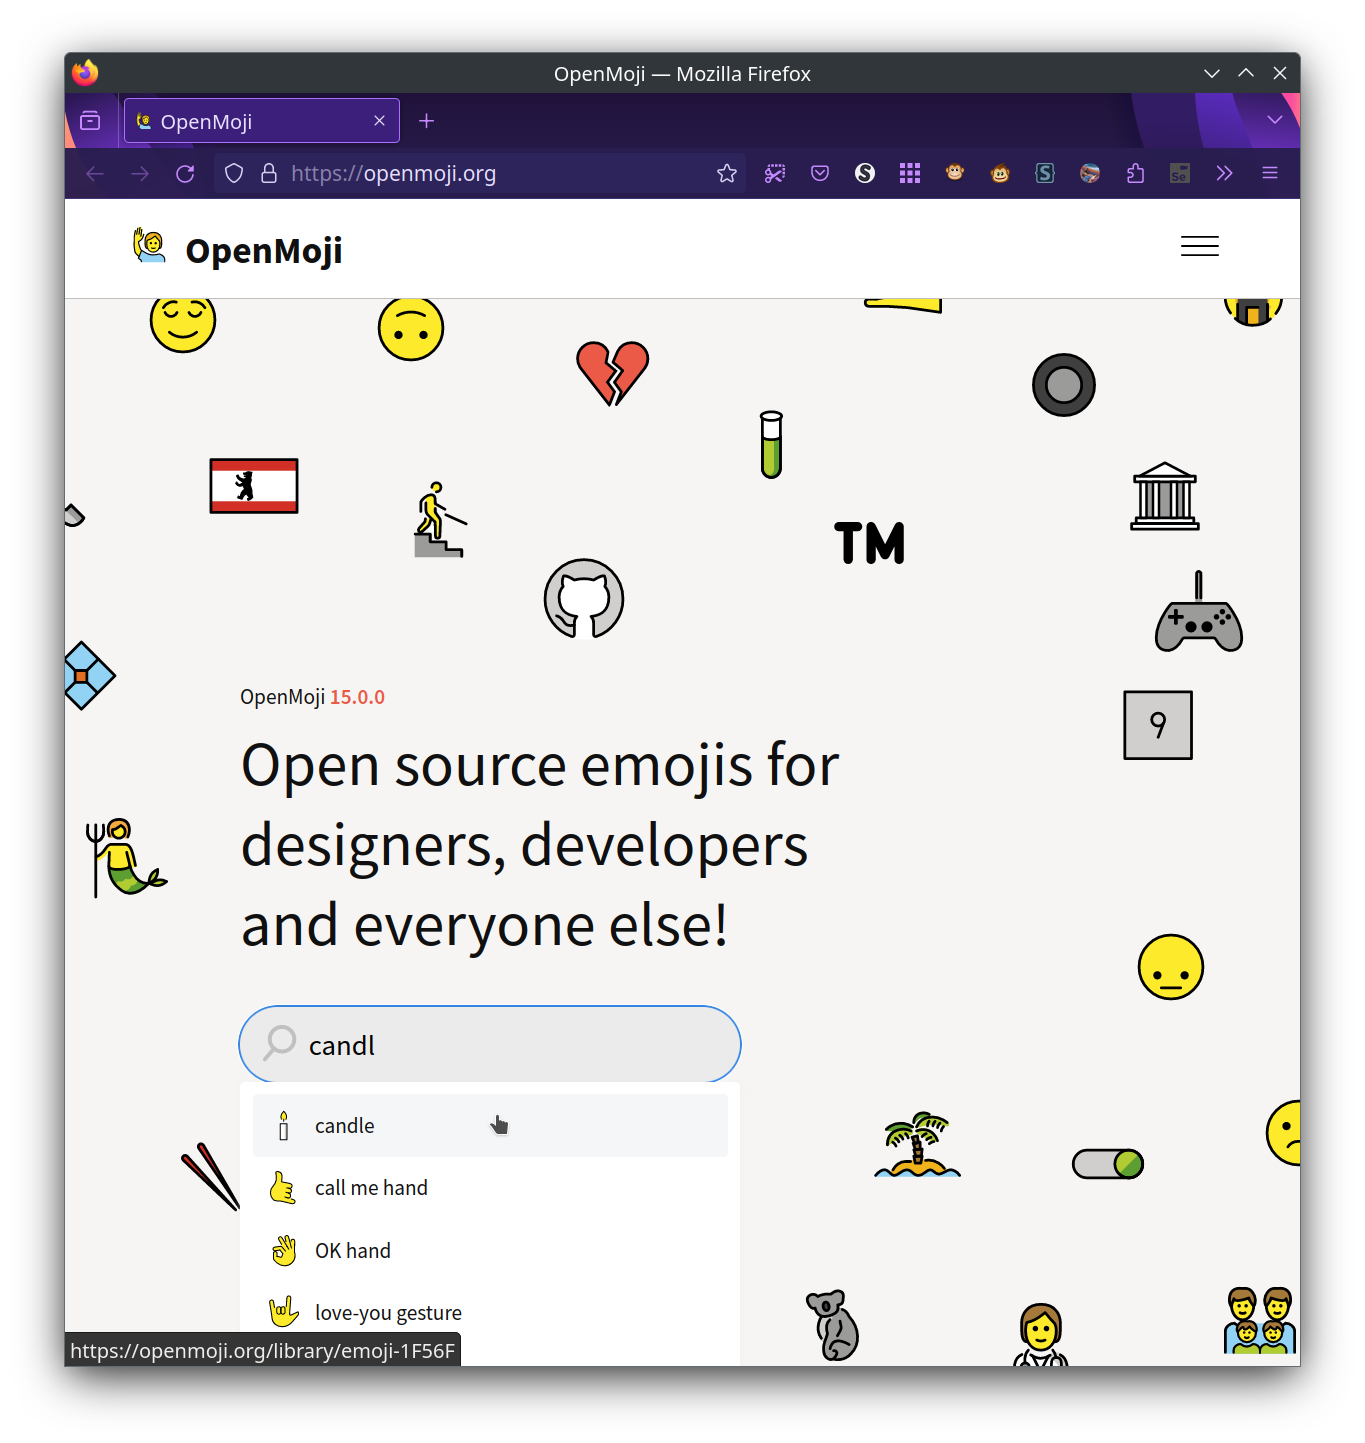 OpenMoji — Mozilla Firefox
OpenMoji
https://openmoji.org
S
S
Se
OpenMoji
TM
OpenMoji 15.0.0
9
Open source emojis for
designers, developers
and everyone else!
candl
candle
call me hand
OK hand
love-you gesture
https://openmoji.org/library/emoji-1F56F